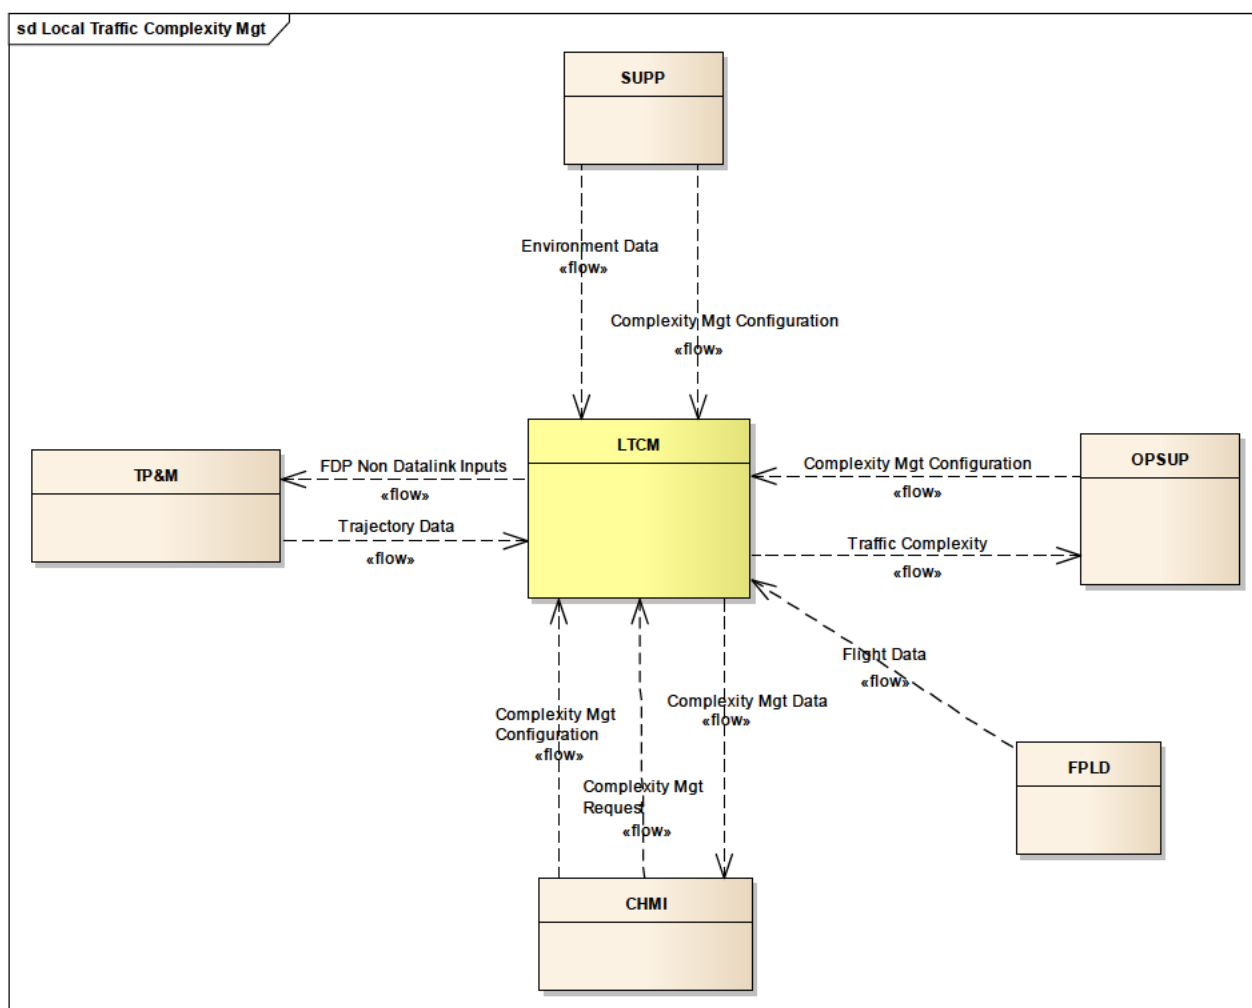 sd Local Traffic Complexity Mgt
SUPP
Environment Data
«flow»
Complexity Mgt Configuration
«flow»
LTCM
TP&M
FDP Non Datalink Inputs
«flow»
Trajectory Data
«flow»
OPSUP
Complexity Mgt Configuration
«flow»
Traffic Complexity
«flow»
Flight Data
«flow»
FPLD
Complexity Mgt
Configuration
«flow»
Complexity Mgt
Request
«flow»
Complexity Mgt Data
«flow»
CHMI